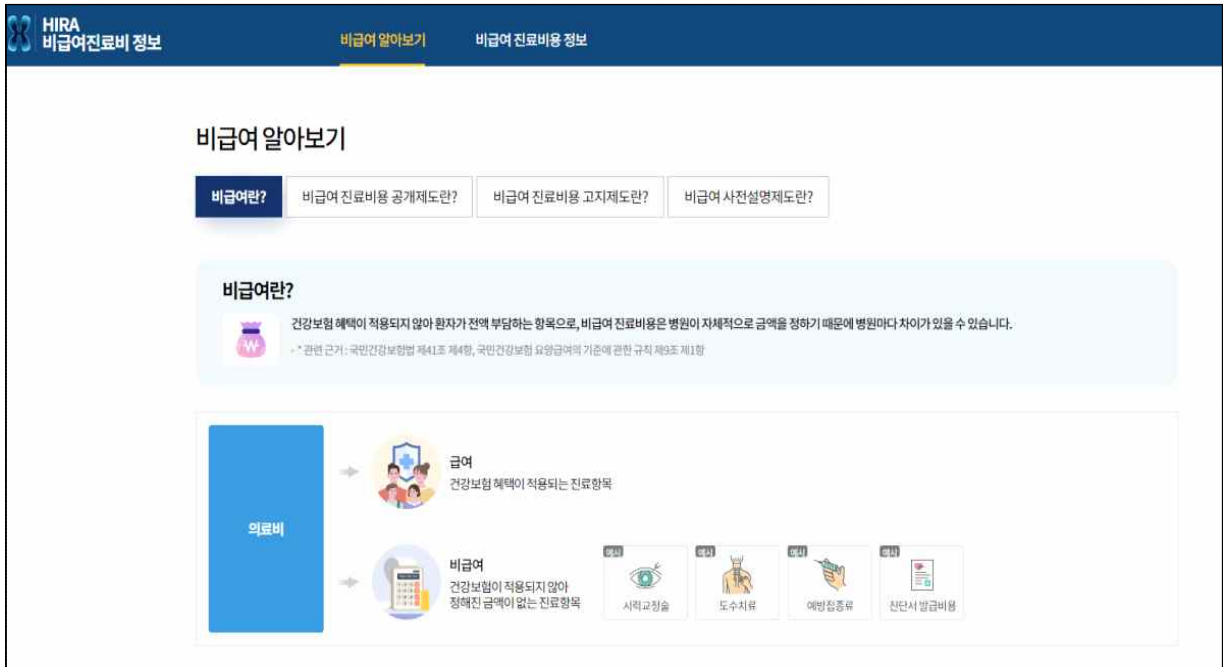 HIRA
비급여진료비 정보
비급여 알아보기
비급여 진료비용 정보
비급여 알아보기
비급여란?
비급여 진료비용 공개제도란?
비급여 진료비용 고지제도란?
비급여 사전설명제도란?
비급여란?
건강보험 혜택이 적용되지 않아 환자가 전액 부담하는 항목으로, 비급여 진료비용은 병원이 자체적으로 금액을 정하기 때문에 병원마다 차이가 있을 수 있습니다.
- * 관련 근거 : 국민건강보험법 제41조 제4항, 국민건강보험 요양급여의 기준에 관한 규칙 제9조 제1항
의료비
급여
건강보험 혜택이 적용되는 진료항목
비급여
건강보험이 적용되지 않아
정해진 금액이 없는 진료항목
예시
시력교정술
예시
도수치료
예시
예방접종류
예시
진단서 발급비용